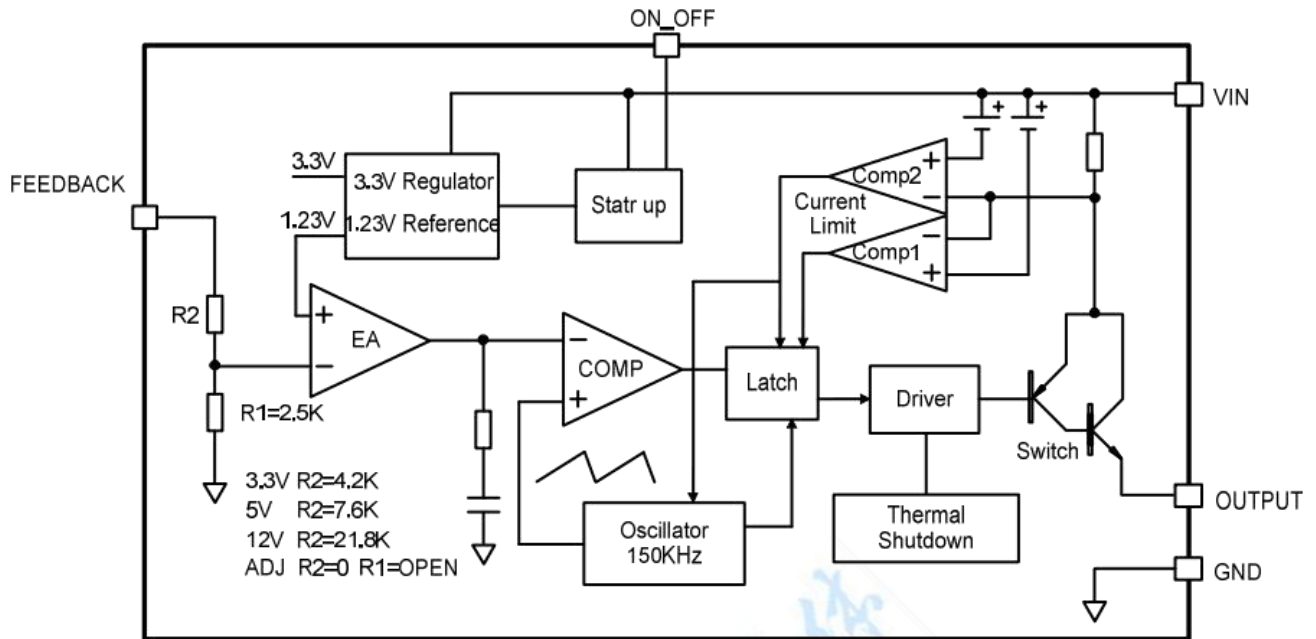 ON_OFF
VIN
FEEDBACK
3.3V
3.3V Regulator
1.23V
1.23V Reference
Statr up
+
+
+
Comp2
−
Current
Limit
−
Comp1
+
R2
+
EA
−
−
COMP
+
Latch
Driver
Switch
R1=2.5K
3.3V R2=4.2K
5V R2=7.6K
12V R2=21.8K
ADJ R2=0 R1=OPEN
Oscillator
150KHz
Thermal
Shutdown
OUTPUT
GND